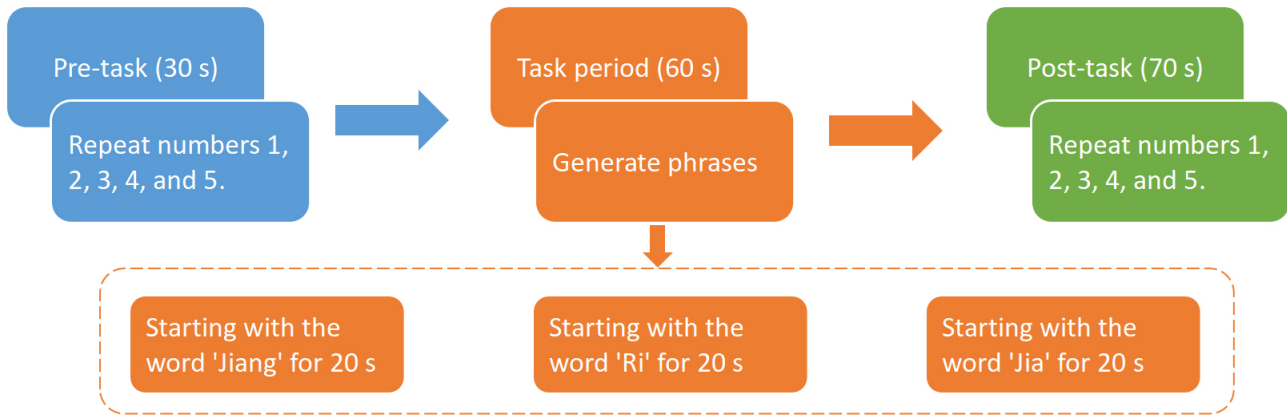 Pre-task (30 s)
Repeat numbers 1,
2, 3, 4, and 5.
Task period (60 s)
Generate phrases
Post-task (70 s)
Repeat numbers 1,
2, 3, 4, and 5.
Starting with the
word 'Jiang' for 20 s
Starting with the
word 'Ri' for 20 s
Starting with the
word 'Jia' for 20 s